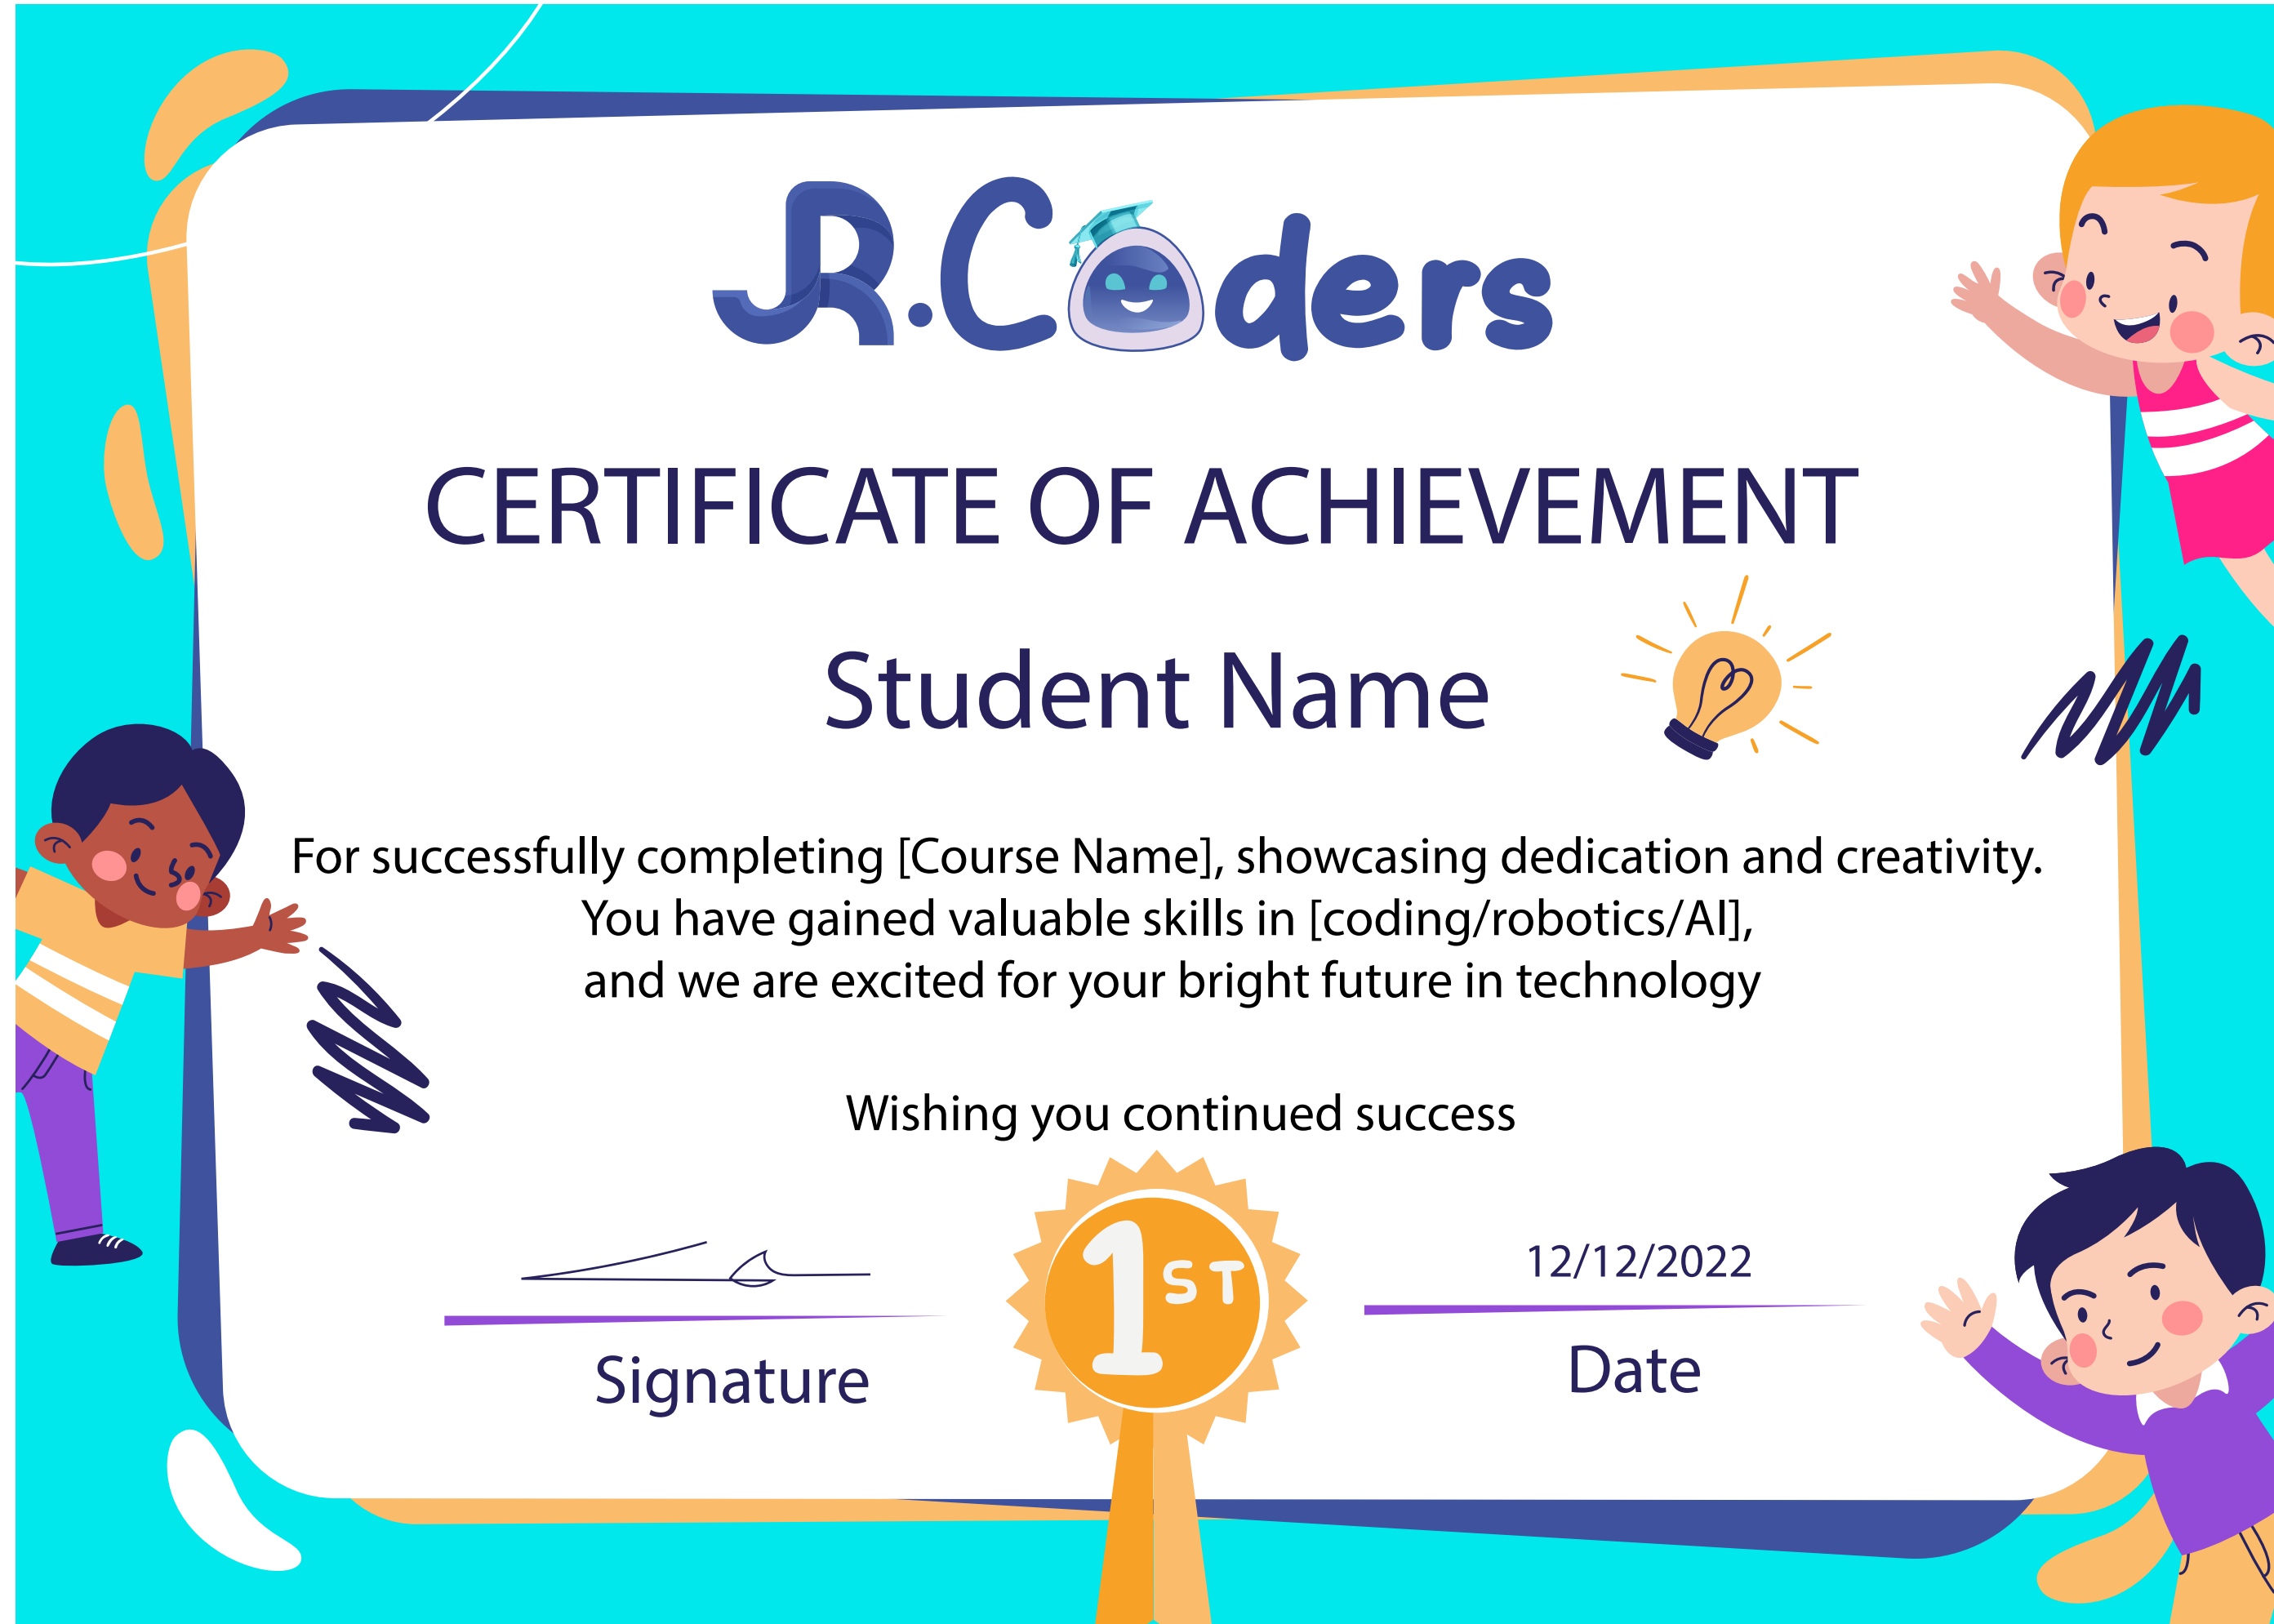 JR.Coders
CERTIFICATE OF ACHIEVEMENT
Student Name
For successfully completing [Course Name], showcasing dedication and creativity.
You have gained valuable skills in [coding/robotics/AI],
and we are excited for your bright future in technology
Wishing you continued success
1ST
12/12/2022
Signature
Date